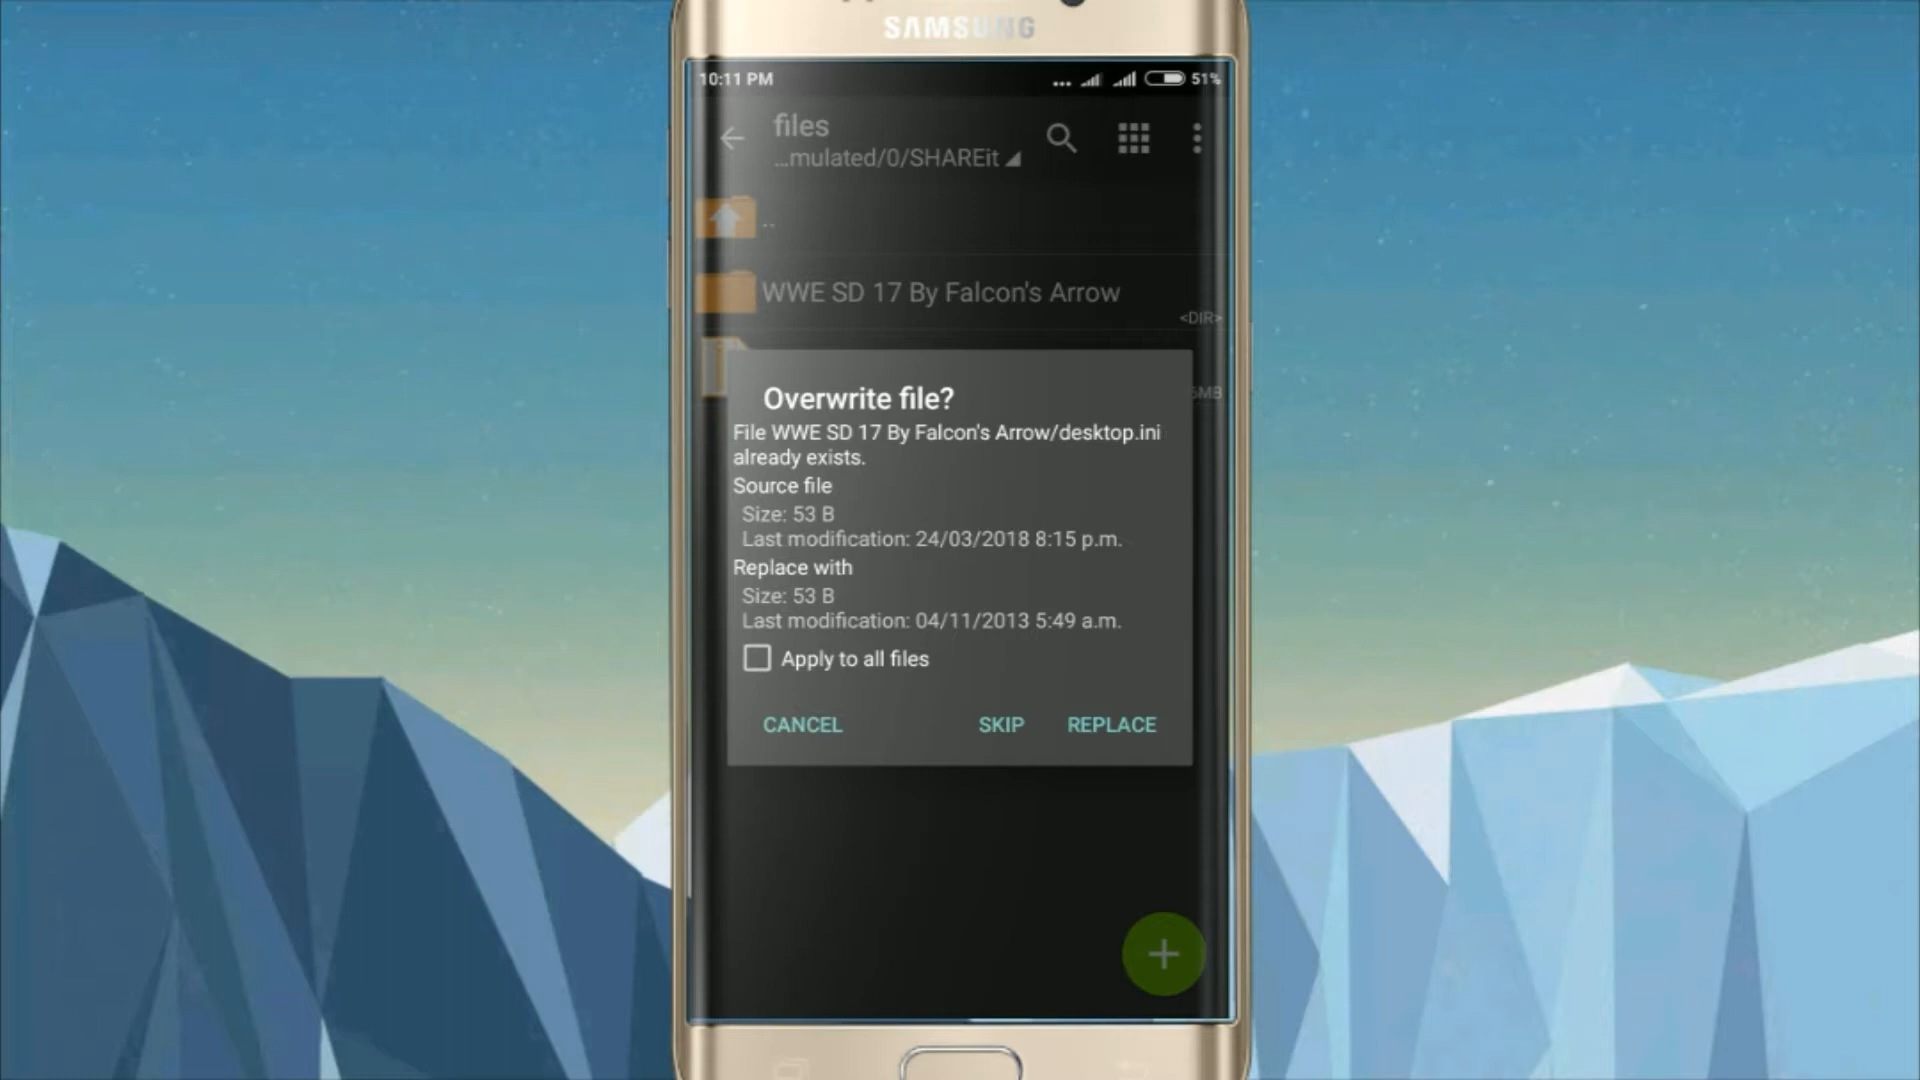 SAMSUNG
10:11 PM
51%
files
...mulated/0/SHAREit
..
WWE SD 17 By Falcon's Arrow
<DIR>
Overwrite file?
File WWE SD 17 By Falcon's Arrow/desktop.ini
already exists.
Source file
Size: 53 B
Last modification: 24/03/2018 8:15 p.m.
Replace with
Size: 53 B
Last modification: 04/11/2013 5:49 a.m.
Apply to all files
CANCEL
SKIP
REPLACE